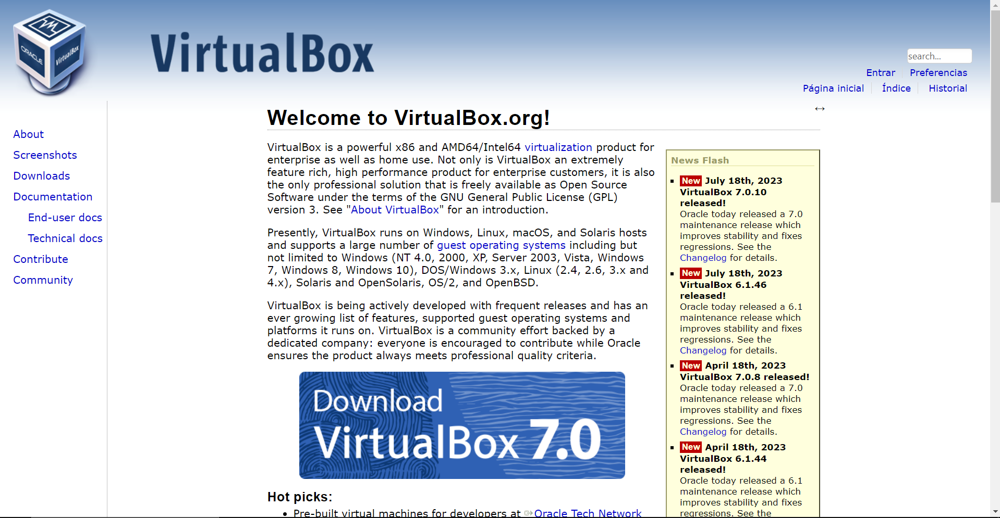 ORACLE
VirtualBox
VirtualBox
search...
Entrar
Preferencias
Página inicial
Índice
Historial
About
Screenshots
Downloads
Documentation
End-user docs
Technical docs
Contribute
Community
Welcome to VirtualBox.org!
VirtualBox is a powerful x86 and AMD64/Intel64 virtualization product for
enterprise as well as home use. Not only is VirtualBox an extremely
feature rich, high performance product for enterprise customers, it is also
the only professional solution that is freely available as Open Source
Software under the terms of the GNU General Public License (GPL)
version 3. See "About VirtualBox" for an introduction.
Presently, VirtualBox runs on Windows, Linux, macOS, and Solaris hosts
and supports a large number of guest operating systems including but
not limited to Windows (NT 4.0, 2000, XP, Server 2003, Vista, Windows
7, Windows 8, Windows 10), DOS/Windows 3.x, Linux (2.4, 2.6, 3.x and
4.x), Solaris and OpenSolaris, OS/2, and OpenBSD.
VirtualBox is being actively developed with frequent releases and has an
ever growing list of features, supported guest operating systems and
platforms it runs on. VirtualBox is a community effort backed by a
dedicated company: everyone is encouraged to contribute while Oracle
ensures the product always meets professional quality criteria.
Download
VirtualBox 7.0
Hot picks:
• Pre-built virtual machines for developers at Oracle Tech Network
News Flash
New July 18th, 2023
VirtualBox 7.0.10
released!
Oracle today released a 7.0
maintenance release which
improves stability and fixes
regressions. See the
Changelog for details.
New July 18th, 2023
VirtualBox 6.1.46
released!
Oracle today released a 6.1
maintenance release which
improves stability and fixes
regressions. See the
Changelog for details.
New April 18th, 2023
VirtualBox 7.0.8 released!
Oracle today released a 7.0
maintenance release which
improves stability and fixes
regressions. See the
Changelog for details.
New April 18th, 2023
VirtualBox 6.1.44
released!
Oracle today released a 6.1
maintenance release which
improves stability and fixes
regressions. See the